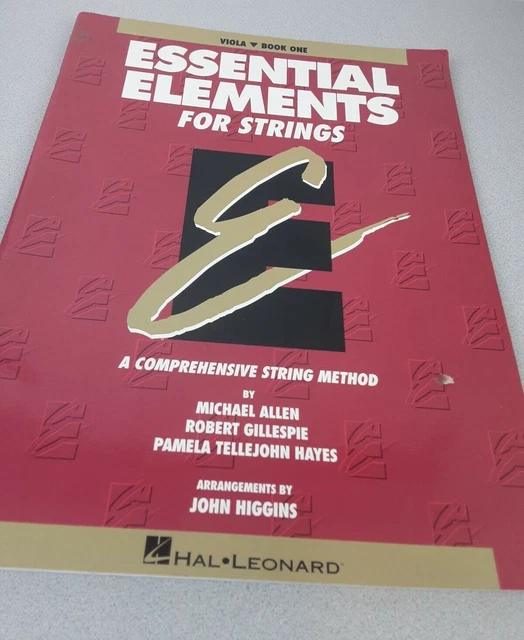 VIOLA ▼ BOOK ONE
ESSENTIAL
ELEMENTS
FOR STRINGS
A COMPREHENSIVE STRING METHOD
BY
MICHAEL ALLEN
ROBERT GILLESPIE
PAMELA TELLEJOHN HAYES
ARRANGEMENTS BY
JOHN HIGGINS
HAL•LEONARD